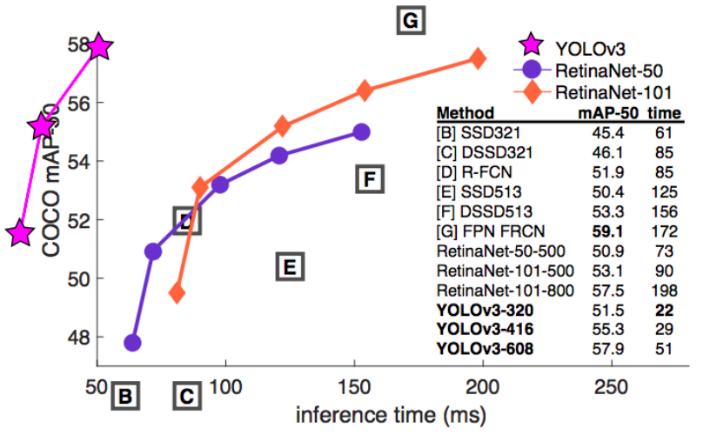 G
58
YOLOv3
RetinaNet-50
RetinaNet-101
56
54
52
50
48
COCO mAP-50
D
E
F
Method mAP-50 time
[B] SSD321 45.4 61
[C] DSSD321 46.1 85
[D] R-FCN 51.9 85
[E] SSD513 50.4 125
[F] DSSD513 53.3 156
[G] FPN FRCN 59.1 172
RetinaNet-50-500 50.9 73
RetinaNet-101-500 53.1 90
RetinaNet-101-800 57.5 198
YOLOv3-320 51.5 22
YOLOv3-416 55.3 29
YOLOv3-608 57.9 51
50 100 150 200 250
B C
inference time (ms)